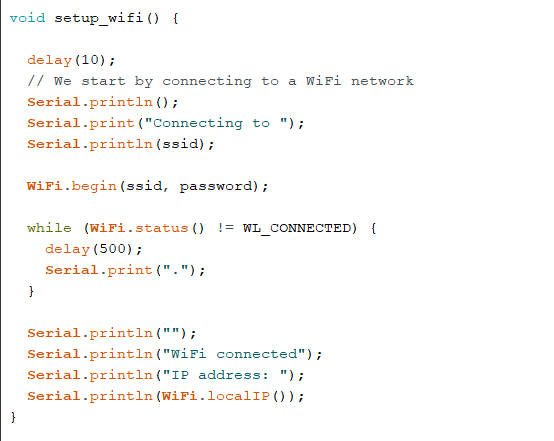 void setup_wifi() {
delay(10);
// We start by connecting to a WiFi network
Serial.println();
Serial.print("Connecting to ");
Serial.println(ssid);
WiFi.begin(ssid, password);
while (WiFi.status() != WL_CONNECTED) {
delay(500);
Serial.print(".");
}
Serial.println("");
Serial.println("WiFi connected");
Serial.println("IP address: ");
Serial.println(WiFi.localIP());
}